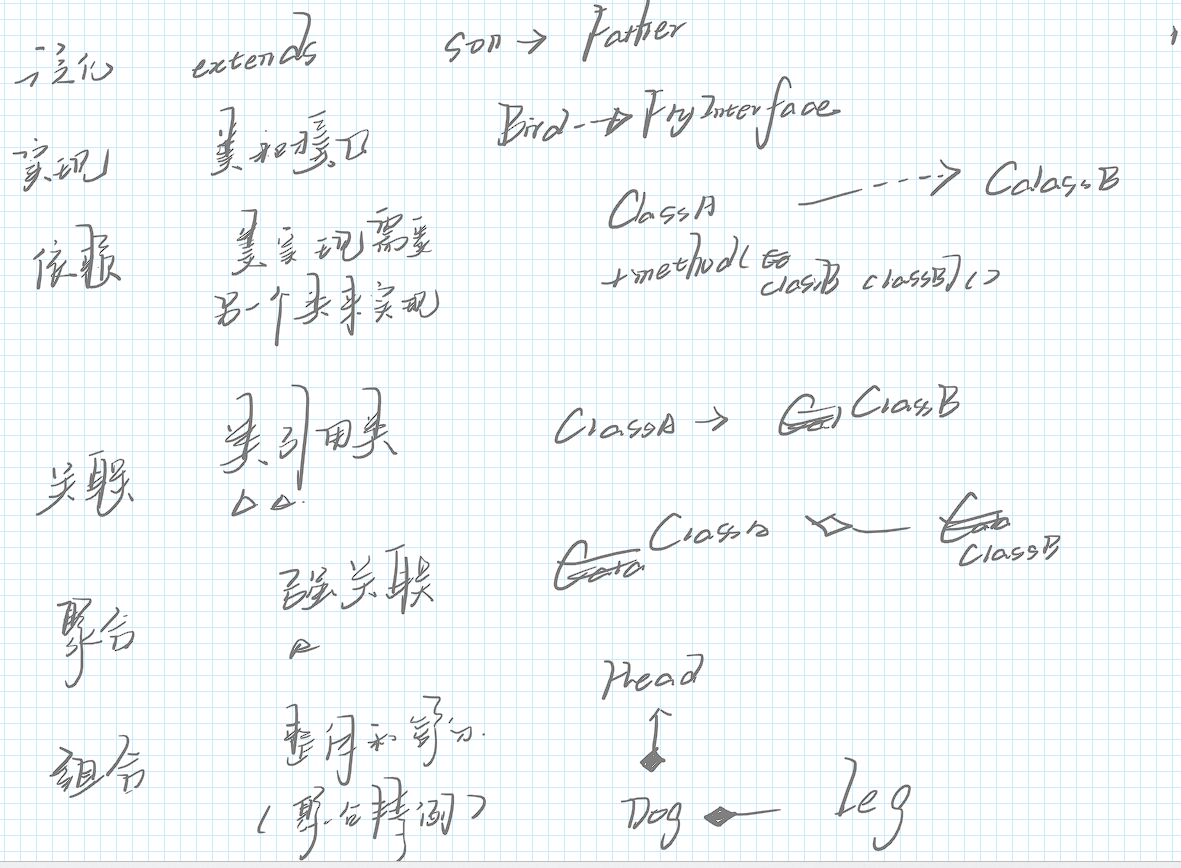 泛化 extends son → Father
实现 类和接口 Bird --▷ FryInterface
依赖 类实现需要 ClassA ----> CalassB
另一个类来实现 +method( classB classB) ()
关联 类引用类 ClassA → ClassB
聚合 强关联 ClassA ◇— ClassB
组合 整体和部分.
(聚合特例)
Head
Dog ◆— Leg